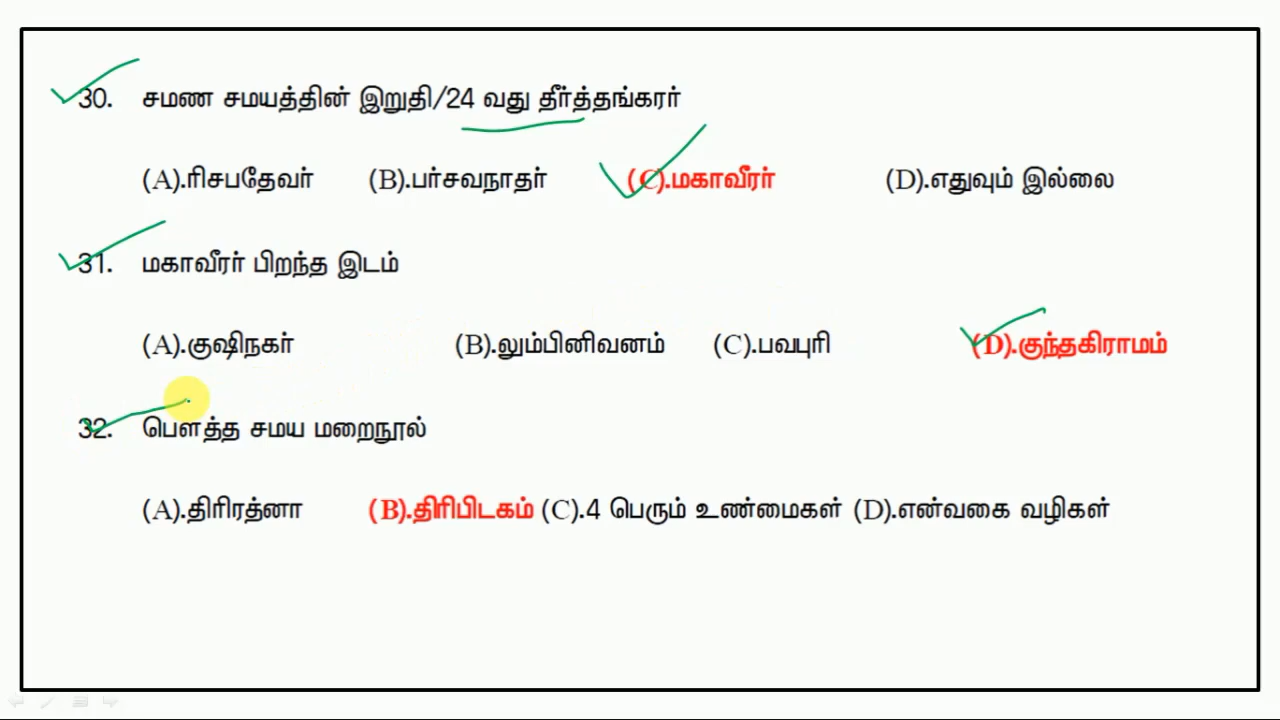 30. சமண சமயத்தின் இறுதி/24 வது தீர்த்தங்கரர்
(A).ரிசபதேவர் (B).பர்சவநாதர் (C).மகாவீரர் (D).எதுவும் இல்லை
31. மகாவீரர் பிறந்த இடம்
(A).குஷிநகர் (B).லும்பினிவனம் (C).பவபுரி (D).குந்தகிராமம்
32. பௌத்த சமய மறைநூல்
(A).திரிரத்னா (B).திரிபிடகம் (C).4 பெரும் உண்மைகள் (D).என்வகை வழிகள்